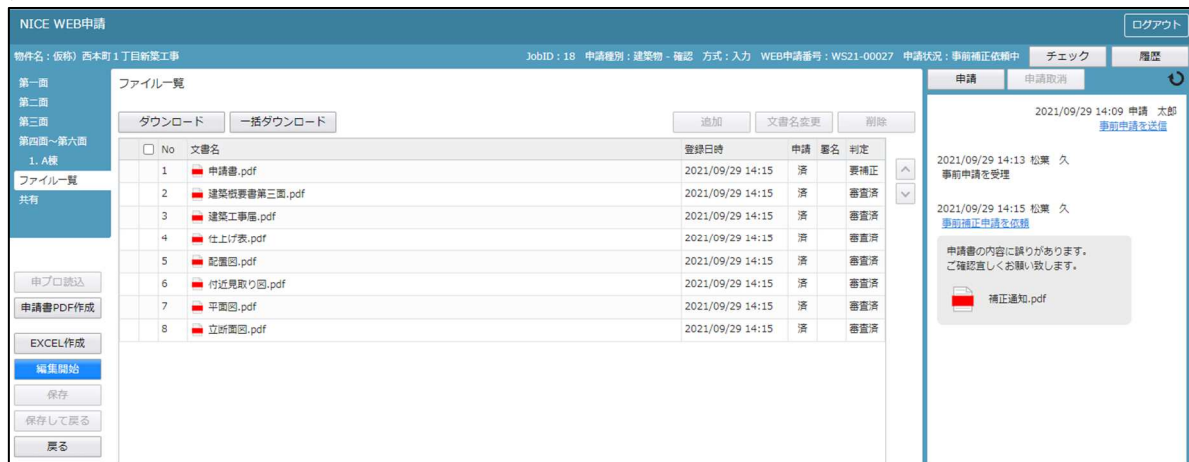 NICE WEB申請
ログアウト
物件名：仮称）西本町１丁目新築工事
JobID：18 申請種別：建築物 - 確認 方式：入力 WEB申請番号：WS21-00027 申請状況：事前補正依頼中
チェック
履歴
第一面
第二面
第三面
第四面～第六面
1. A棟
ファイル一覧
共有
申プロ読込
申請書PDF作成
EXCEL作成
編集開始
保存
保存して戻る
戻る
ファイル一覧
ダウンロード 一括ダウンロード 追加 文書名変更 削除
No 文書名 登録日時 申請 署名 判定
1 申請書.pdf 2021/09/29 14:15 済 要補正
2 建築概要書第三面.pdf 2021/09/29 14:15 済 審査済
3 建築工事届.pdf 2021/09/29 14:15 済 審査済
4 仕上げ表.pdf 2021/09/29 14:15 済 審査済
5 配置図.pdf 2021/09/29 14:15 済 審査済
6 付近見取り図.pdf 2021/09/29 14:15 済 審査済
7 平面図.pdf 2021/09/29 14:15 済 審査済
8 立断面図.pdf 2021/09/29 14:15 済 審査済
申請 申請取消
2021/09/29 14:09 申請 太郎
事前申請を送信
2021/09/29 14:13 松葉 久
事前申請を受理
2021/09/29 14:15 松葉 久
事前補正申請を依頼
申請書の内容に誤りがあります。
ご確認宜しくお願い致します。
補正通知.pdf